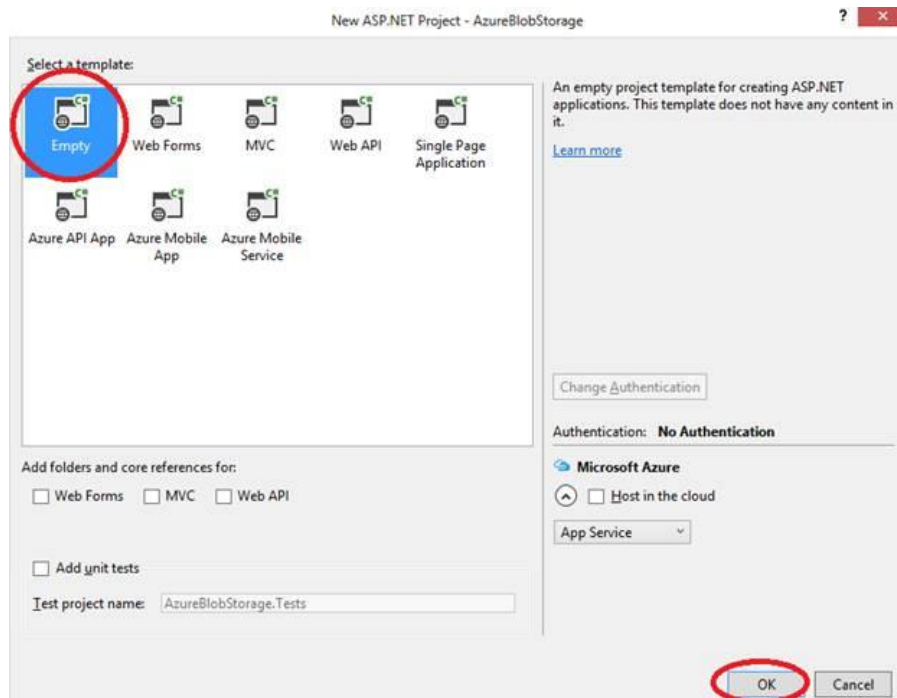 New ASP.NET Project - AzureBlobStorage
?
Select a template:
Empty
Web Forms
MVC
Web API
Single Page
Application
Azure API App
Azure Mobile
App
Azure Mobile
Service
An empty project template for creating ASP.NET
applications. This template does not have any content in
it.
Learn more
Change Authentication
Authentication: No Authentication
Add folders and core references for:
Web Forms MVC Web API
Add unit tests
Test project name: AzureBlobStorage.Tests
Microsoft Azure
Host in the cloud
App Service
OK Cancel